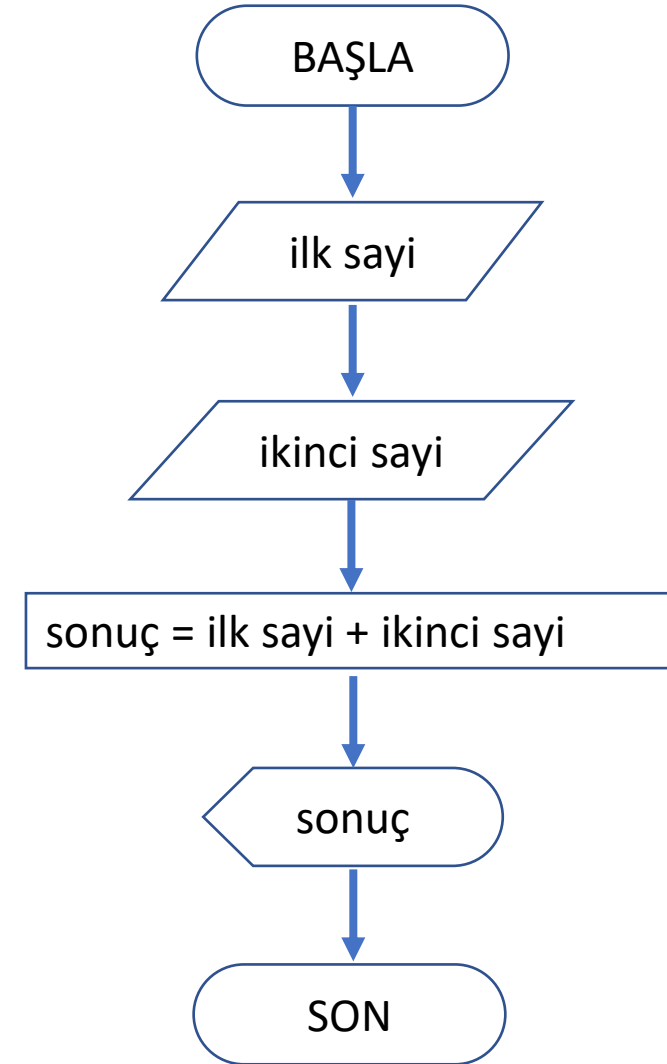 BAŞLA
ilk sayi
ikinci sayi
sonuç = ilk sayi + ikinci sayi
sonuç
SON